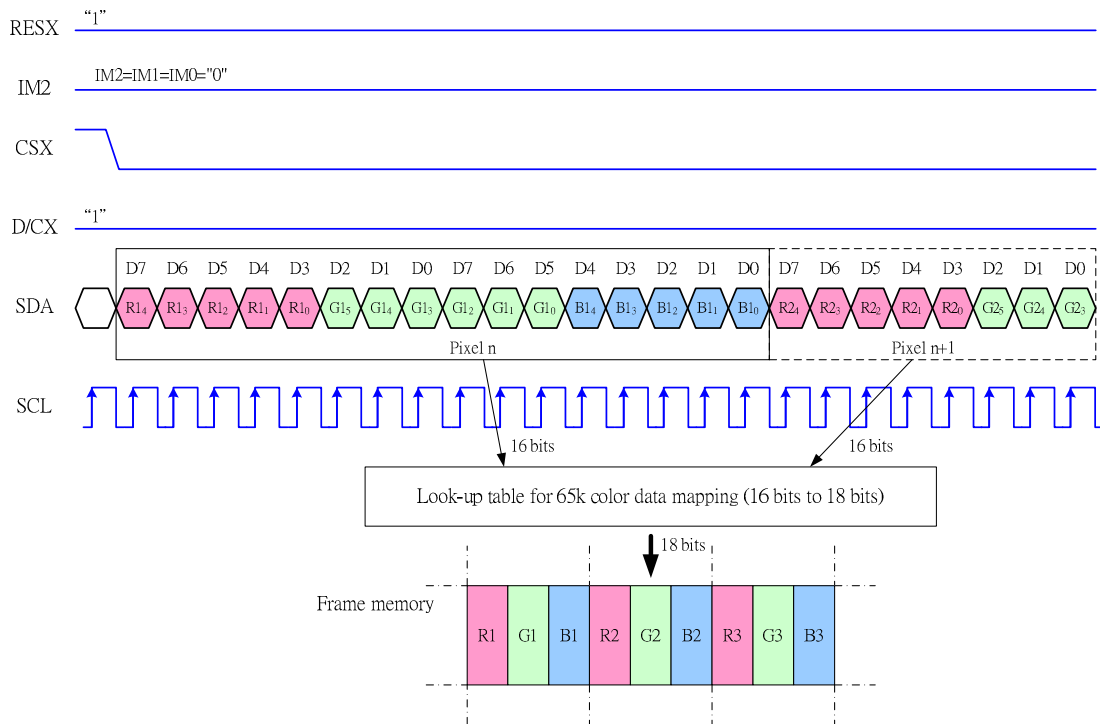 RESX “1”
IM2 IM2=IM1=IM0="0"
CSX
D/CX “1”
D7 D6 D5 D4 D3 D2 D1 D0 D7 D6 D5 D4 D3 D2 D1 D0 D7 D6 D5 D4 D3 D2 D1 D0
SDA R14 R13 R12 R11 R10 G15 G14 G13 G12 G11 G10 B14 B13 B12 B11 B10 R24 R23 R22 R21 R20 G25 G24 G23
Pixel n Pixel n+1
SCL
16 bits 16 bits
Look-up table for 65k color data mapping (16 bits to 18 bits)
18 bits
Frame memory
R1 G1 B1 R2 G2 B2 R3 G3 B3